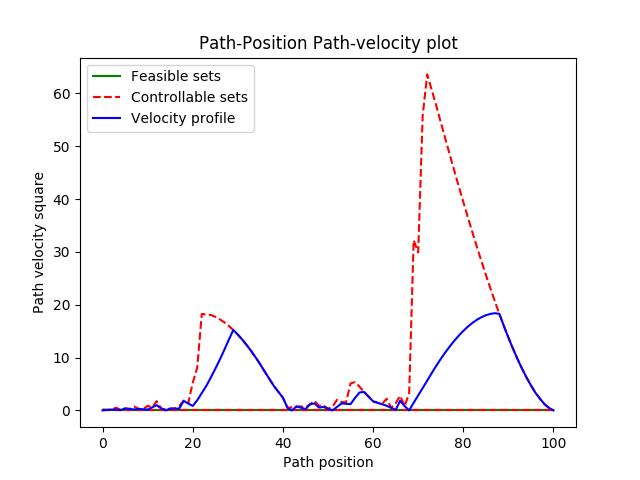 Path-Position Path-velocity plot
Feasible sets
Controllable sets
Velocity profile
Path velocity square
60
50
40
30
20
10
0
0 20 40 60 80 100
Path position